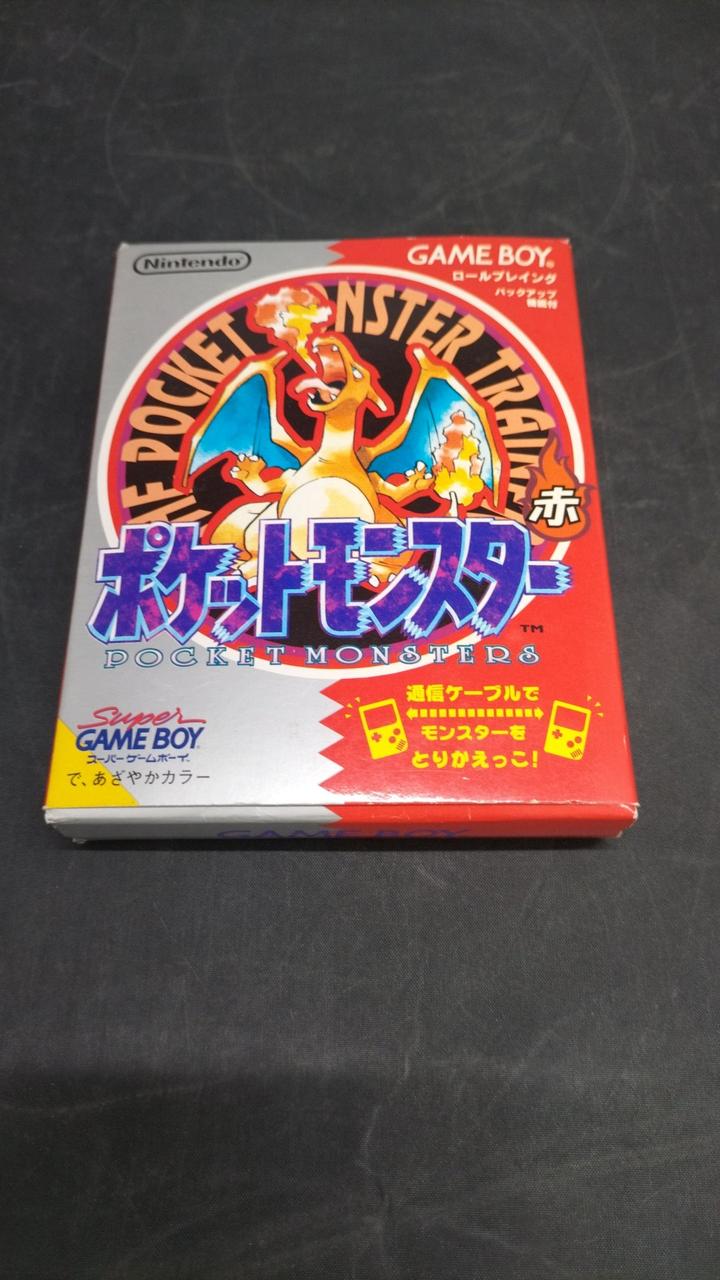 Nintendo
GAME BOY®
ロールプレイング
バックアップ
機能付
THE POCKET MONSTER TRAINER
赤
ポケットモンスター
TM
POCKET MONSTERS
Super
GAME BOY®
スーパーゲームボーイ
で、あざやかカラー
通信ケーブルで
モンスターを
とりかえっこ!
GAME BOY